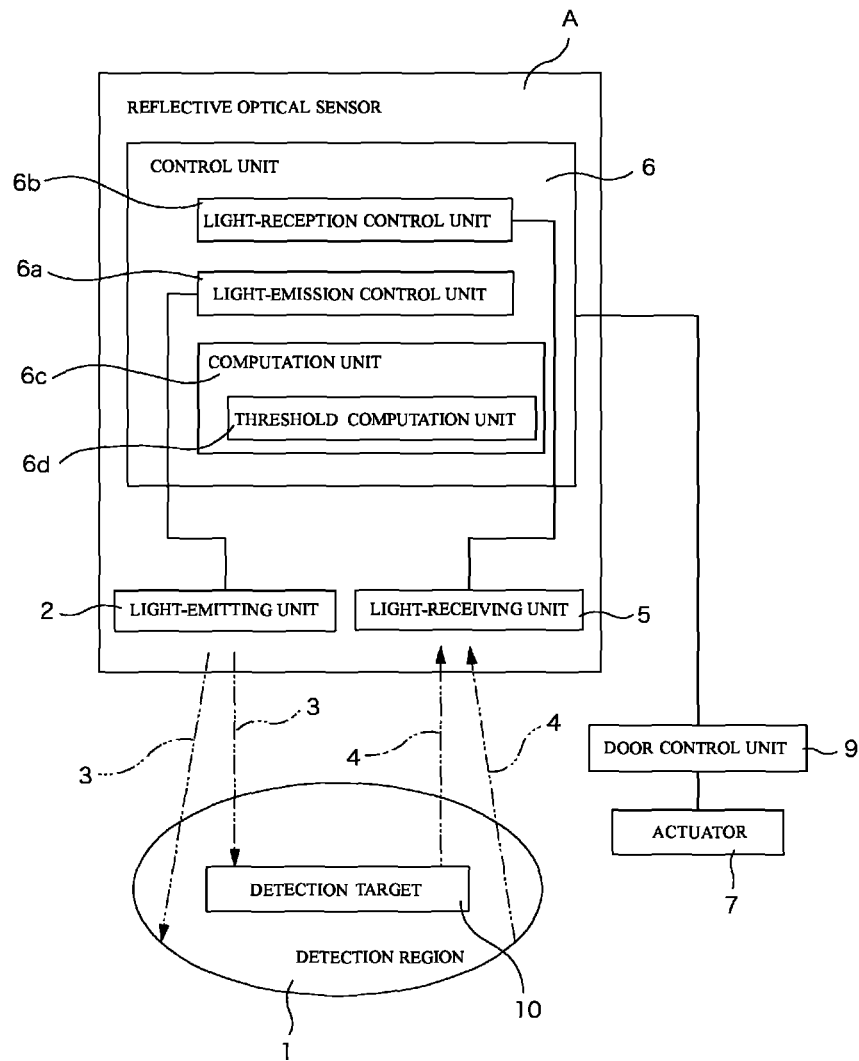 A
REFLECTIVE OPTICAL SENSOR
CONTROL UNIT
6
6b
LIGHT-RECEPTION CONTROL UNIT
6a
LIGHT-EMISSION CONTROL UNIT
6c
COMPUTATION UNIT
THRESHOLD COMPUTATION UNIT
6d
2
LIGHT-EMITTING UNIT
LIGHT-RECEIVING UNIT
5
3
3
4
4
DOOR CONTROL UNIT
9
ACTUATOR
7
DETECTION TARGET
DETECTION REGION
10
1